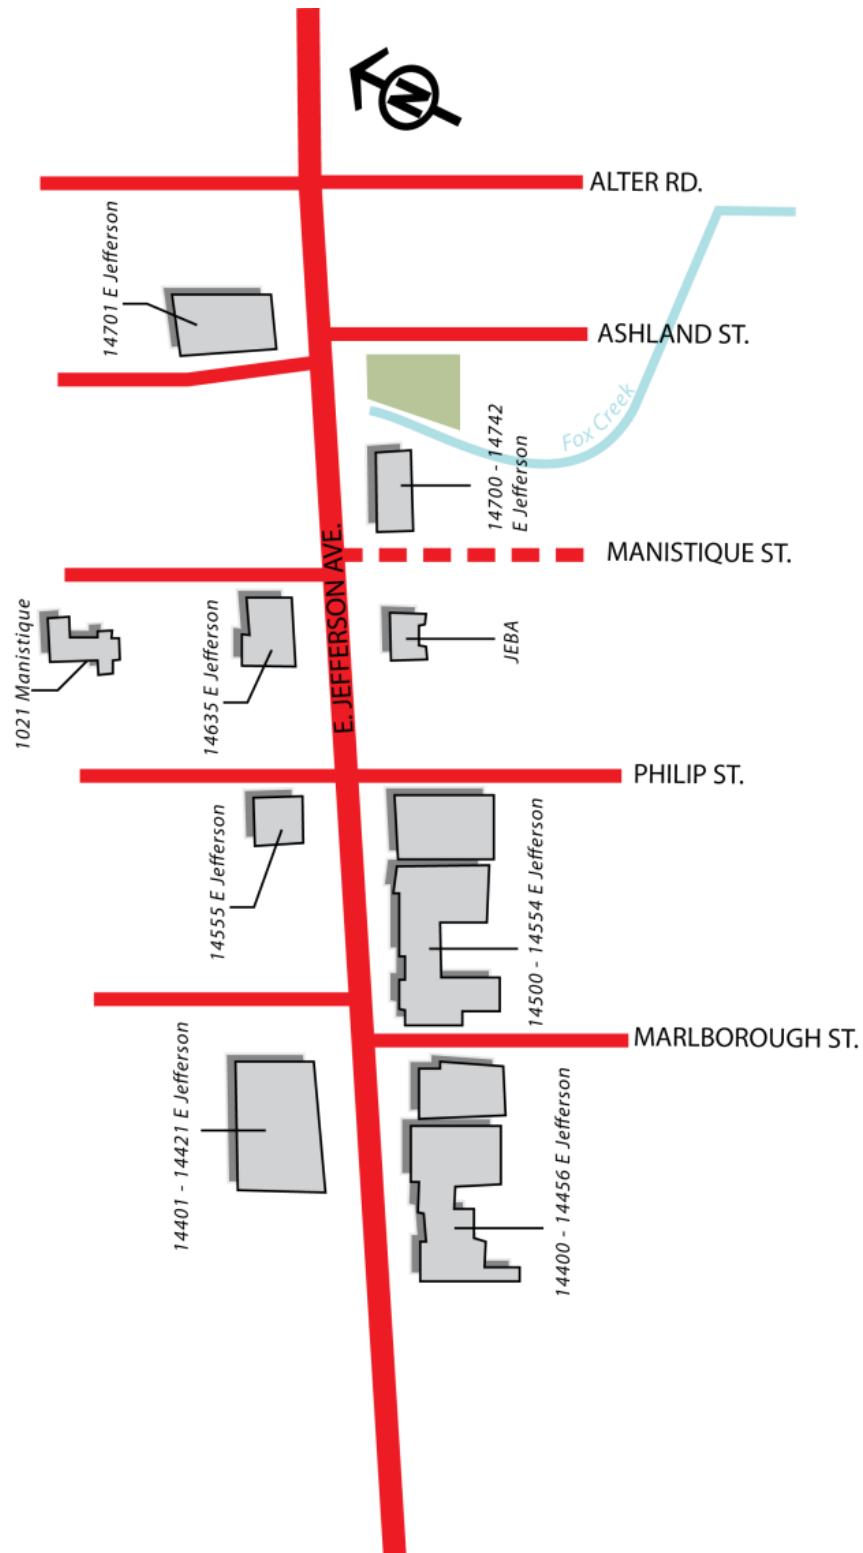 N
ALTER RD.
14701 E Jefferson
ASHLAND ST.
Fox Creek
14700 - 14742
E Jefferson
E. JEFFERSON AVE.
MANISTIQUE ST.
1021 Manistique
14635 E Jefferson
JEBA
PHILIP ST.
14555 E Jefferson
14500 - 14554 E Jefferson
MARLBOROUGH ST.
14401 - 14421 E Jefferson
14400 - 14456 E Jefferson